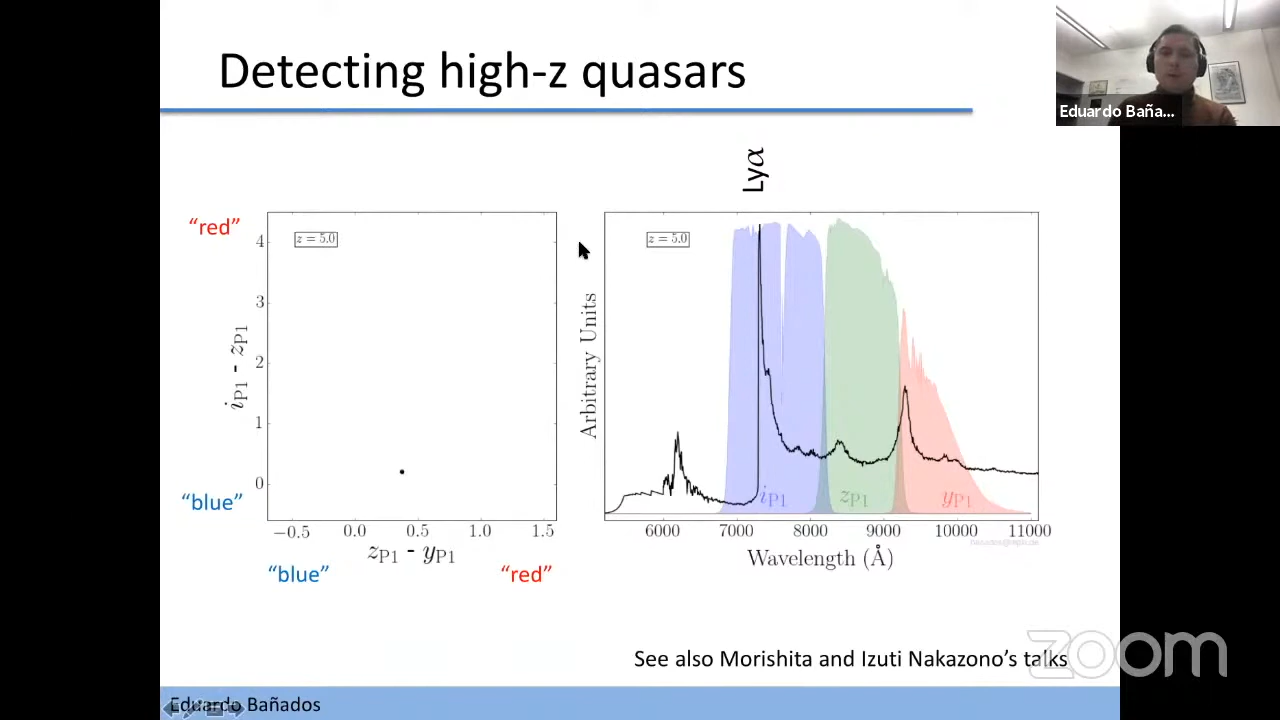 Detecting high-z quasars
Eduardo Baña...
Lyα
"red"
z = 5.0
z = 5.0
4
3
2
1
0
i_P1 - z_P1
Arbitrary Units
"blue"
i_P1
z_P1
y_P1
−0.5 0.0 0.5 1.0 1.5
6000 7000 8000 9000 10000 11000
z_P1 - y_P1
Wavelength (Å)
"blue"
"red"
See also Morishita and Izuti Nakazono's talks
zoom
Eduardo Bañados